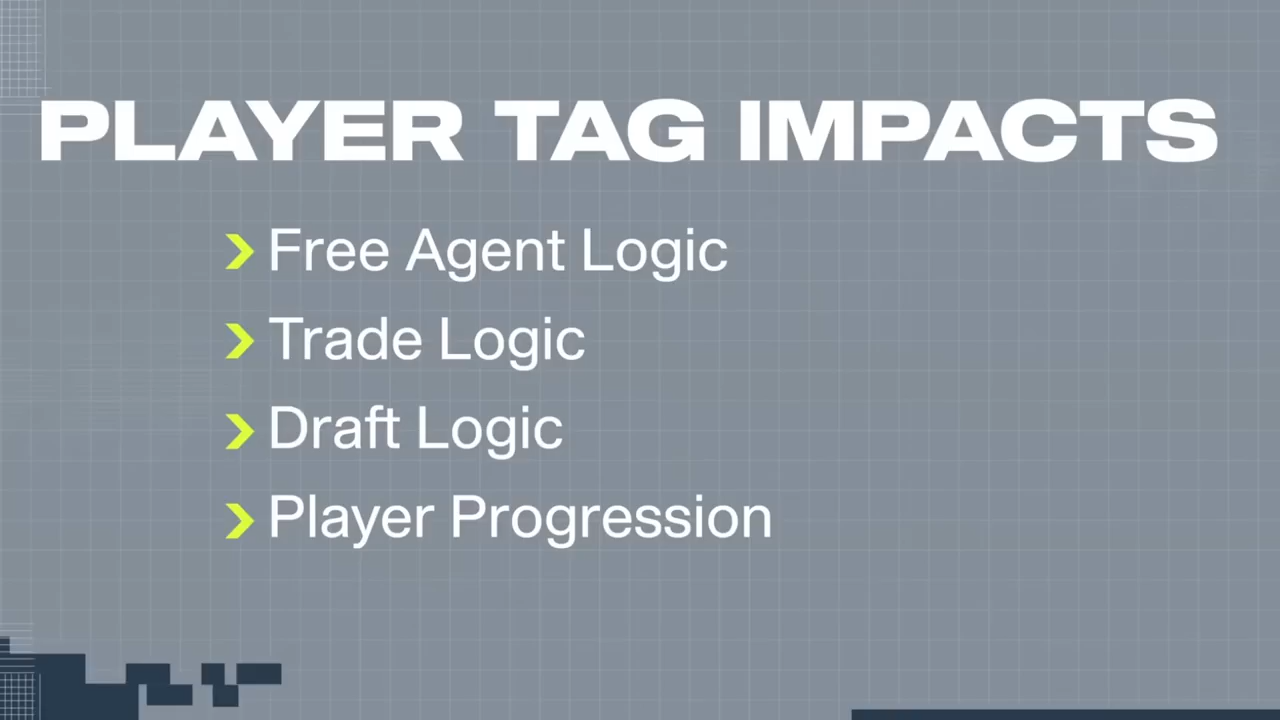 PLAYER TAG IMPACTS
Free Agent Logic
Trade Logic
Draft Logic
Player Progression